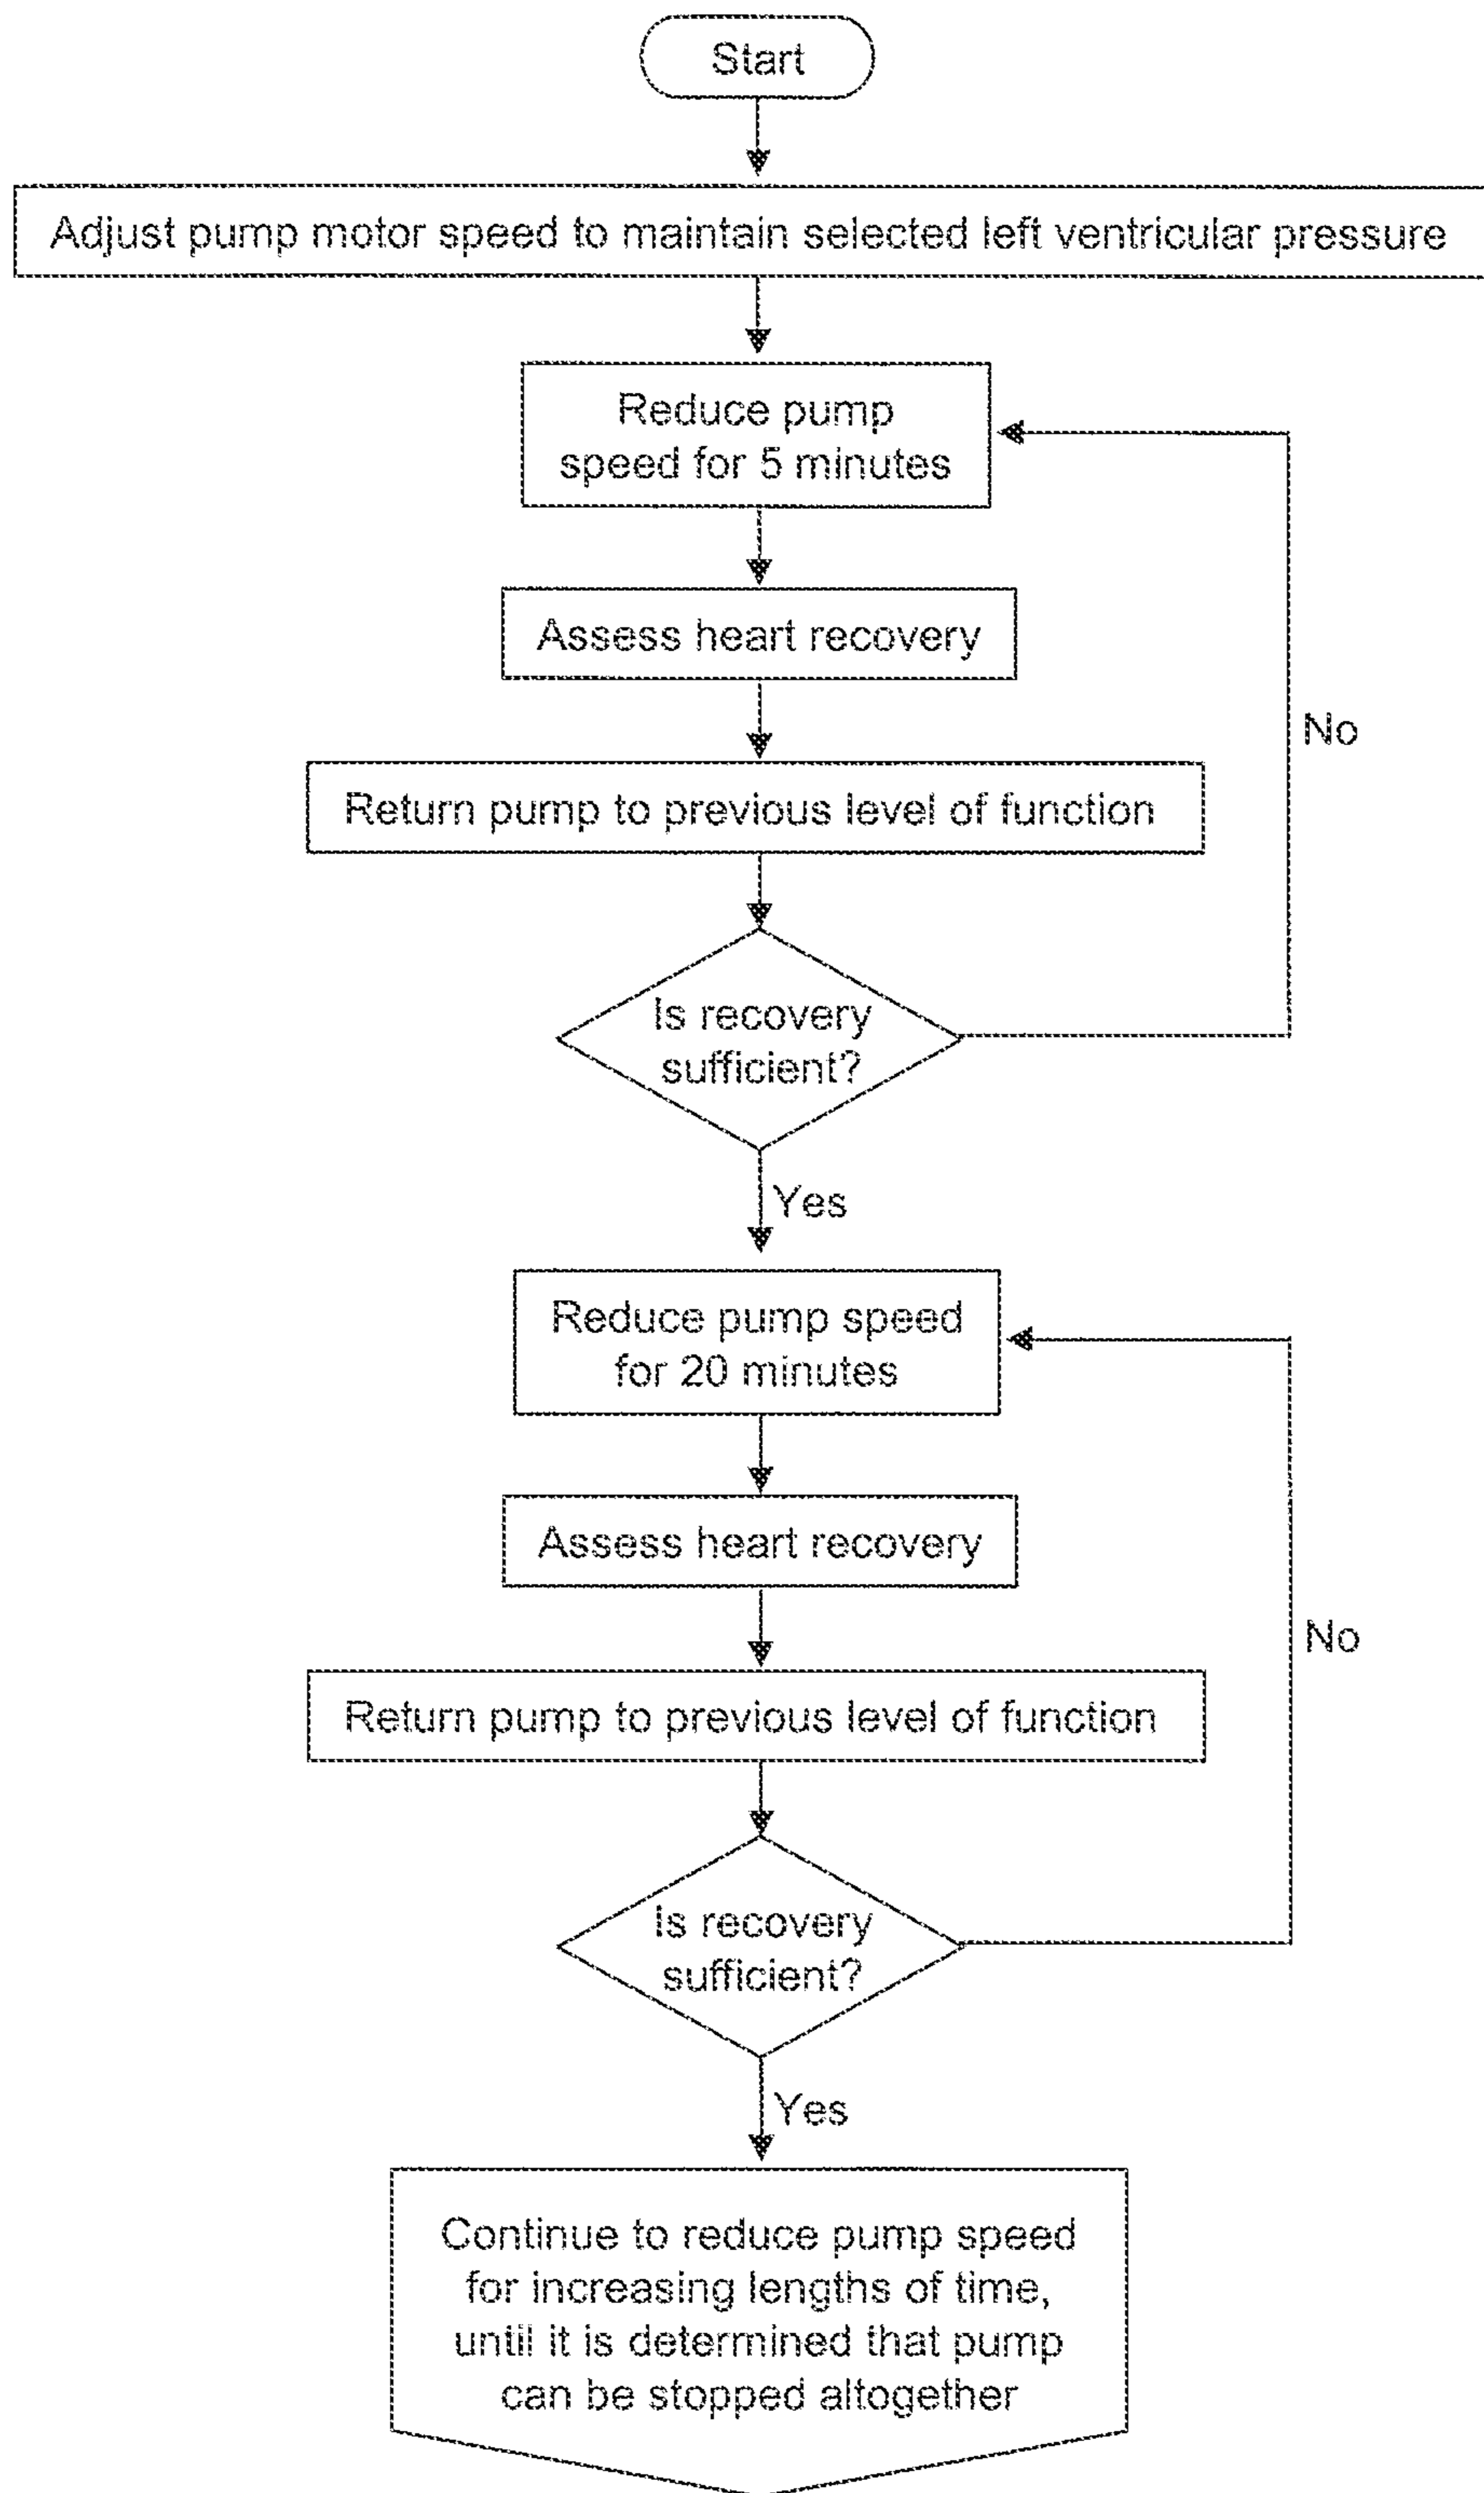 Start
Adjust pump motor speed to maintain selected left ventricular pressure
Reduce pump
speed for 5 minutes
Assess heart recovery
No
Return pump to previous level of function
Is recovery
sufficient?
Yes
Reduce pump speed
for 20 minutes
Assess heart recovery
No
Return pump to previous level of function
Is recovery
sufficient?
Yes
Continue to reduce pump speed
for increasing lengths of time,
until it is determined that pump
can be stopped altogether